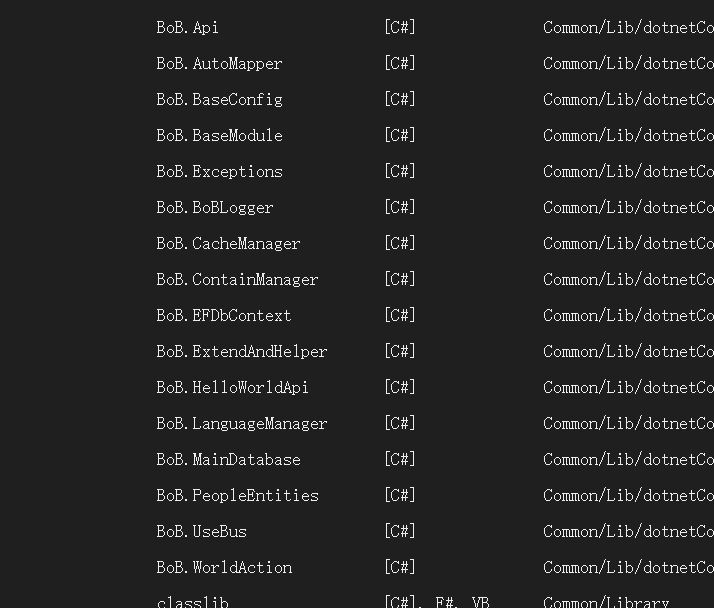 BoB.Api [C#] Common/Lib/dotnetCo
BoB.AutoMapper [C#] Common/Lib/dotnetCo
BoB.BaseConfig [C#] Common/Lib/dotnetCo
BoB.BaseModule [C#] Common/Lib/dotnetCo
BoB.Exceptions [C#] Common/Lib/dotnetCo
BoB.BoBLogger [C#] Common/Lib/dotnetCo
BoB.CacheManager [C#] Common/Lib/dotnetCo
BoB.ContainManager [C#] Common/Lib/dotnetCo
BoB.EFDbContext [C#] Common/Lib/dotnetCo
BoB.ExtendAndHelper [C#] Common/Lib/dotnetCo
BoB.HelloWorldApi [C#] Common/Lib/dotnetCo
BoB.LanguageManager [C#] Common/Lib/dotnetCo
BoB.MainDatabase [C#] Common/Lib/dotnetCo
BoB.PeopleEntities [C#] Common/Lib/dotnetCo
BoB.UseBus [C#] Common/Lib/dotnetCo
BoB.WorldAction [C#] Common/Lib/dotnetCo
classlib [C#], F#, VB Common/Library